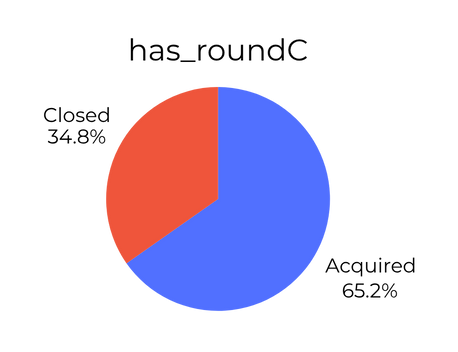 has_roundC
Closed
34.8%
Acquired
65.2%